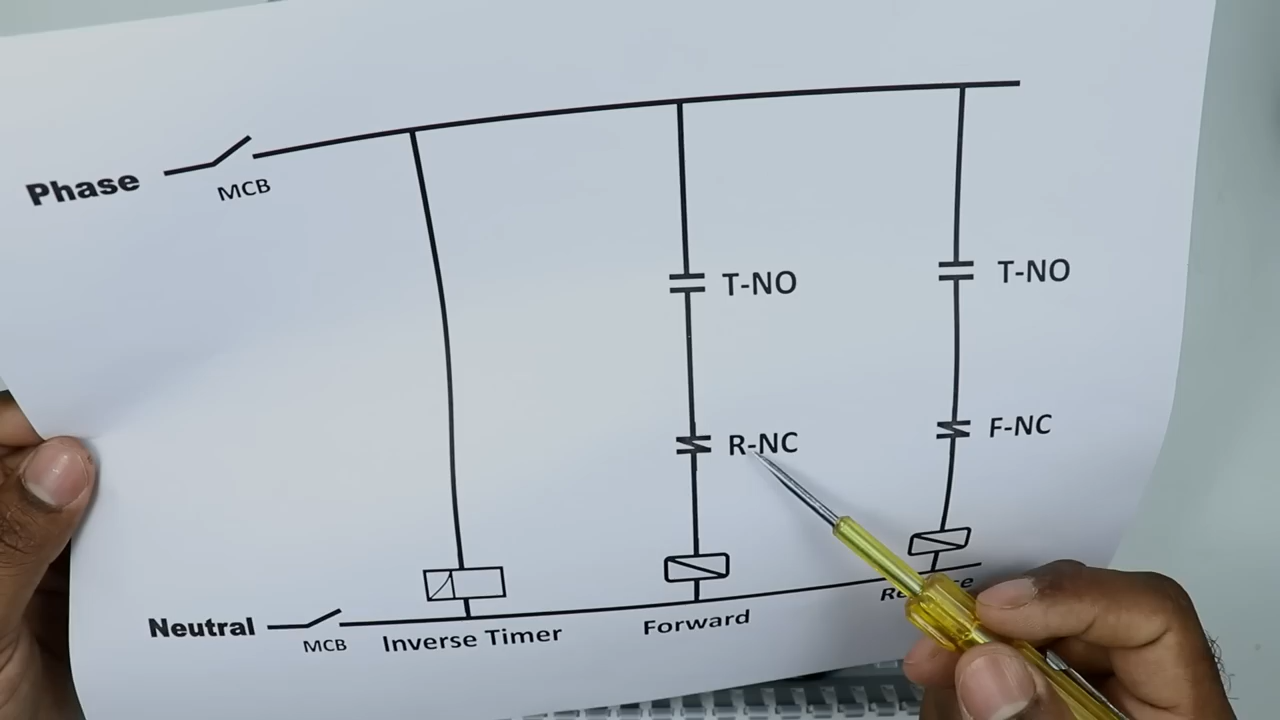 Phase
MCB
T-NO
T-NO
R-NC
F-NC
Neutral
MCB
Inverse Timer
Forward